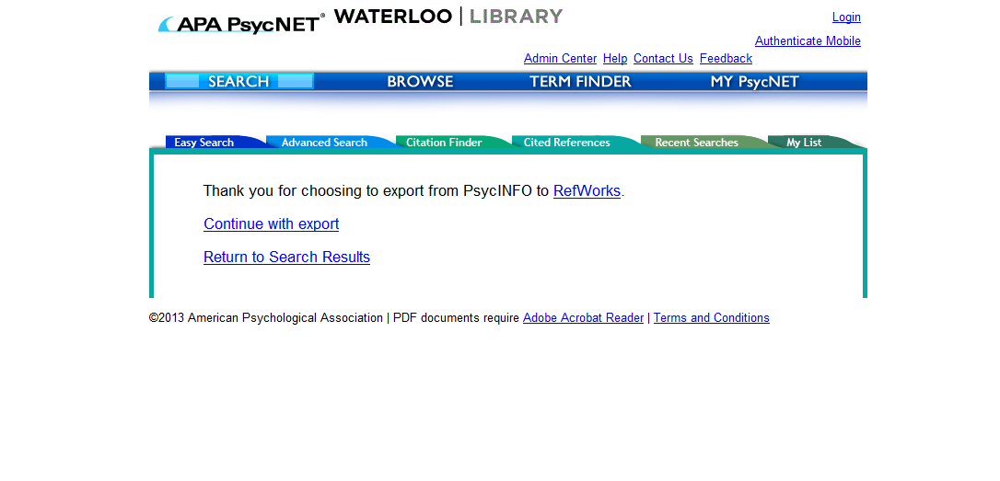 APA PsycNET® WATERLOO | LIBRARY
Login
Authenticate Mobile
Admin Center Help Contact Us Feedback
SEARCH BROWSE TERM FINDER MY PsycNET
Easy Search Advanced Search Citation Finder Cited References Recent Searches My List
Thank you for choosing to export from PsycINFO to RefWorks.
Continue with export
Return to Search Results
©2013 American Psychological Association | PDF documents require Adobe Acrobat Reader | Terms and Conditions